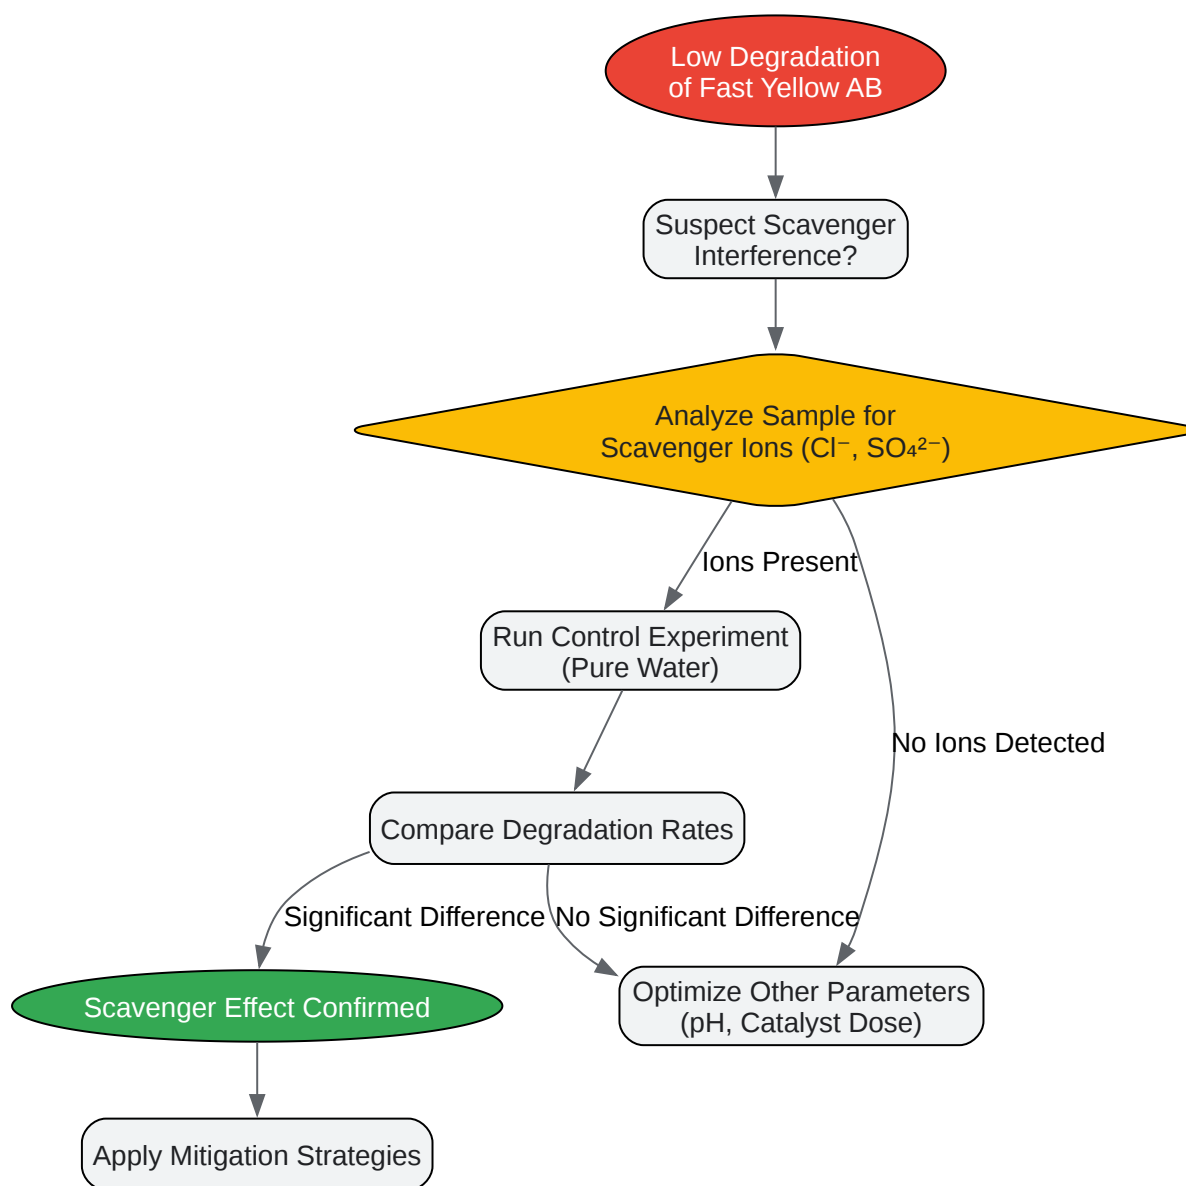 Low Degradation
of Fast Yellow AB
Suspect Scavenger
Interference?
Analyze Sample for
Scavenger Ions (Cl⁻, SO₄²⁻)
Ions Present
Run Control Experiment
(Pure Water)
No Ions Detected
Compare Degradation Rates
Significant Difference
No Significant Difference
Optimize Other Parameters
(pH, Catalyst Dose)
Scavenger Effect Confirmed
Apply Mitigation Strategies